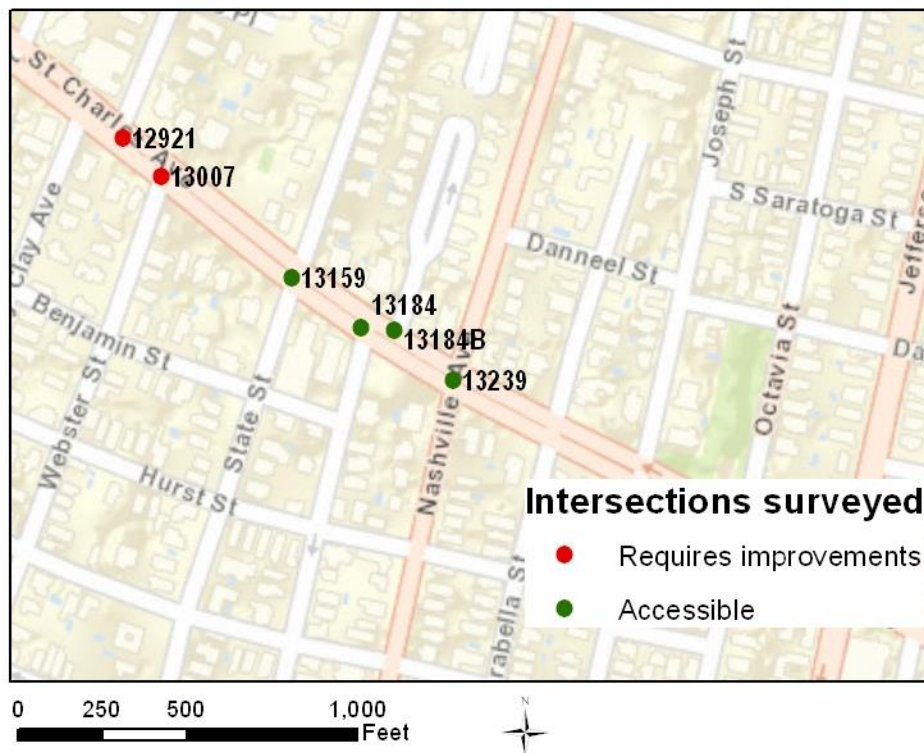 Pl
St Charles Ave
12921
13007
Joseph St
S Saratoga St
Clay Ave
Danneel St
Jeffer
13159
13184
13184B
Benjamin St
Octavia St
Da
13239
State St
Webster St
Nashville Ave
Hurst St
Intersections surveyed
Requires improvements
Accessible
rabella St
0 250 500 1,000
Feet
N